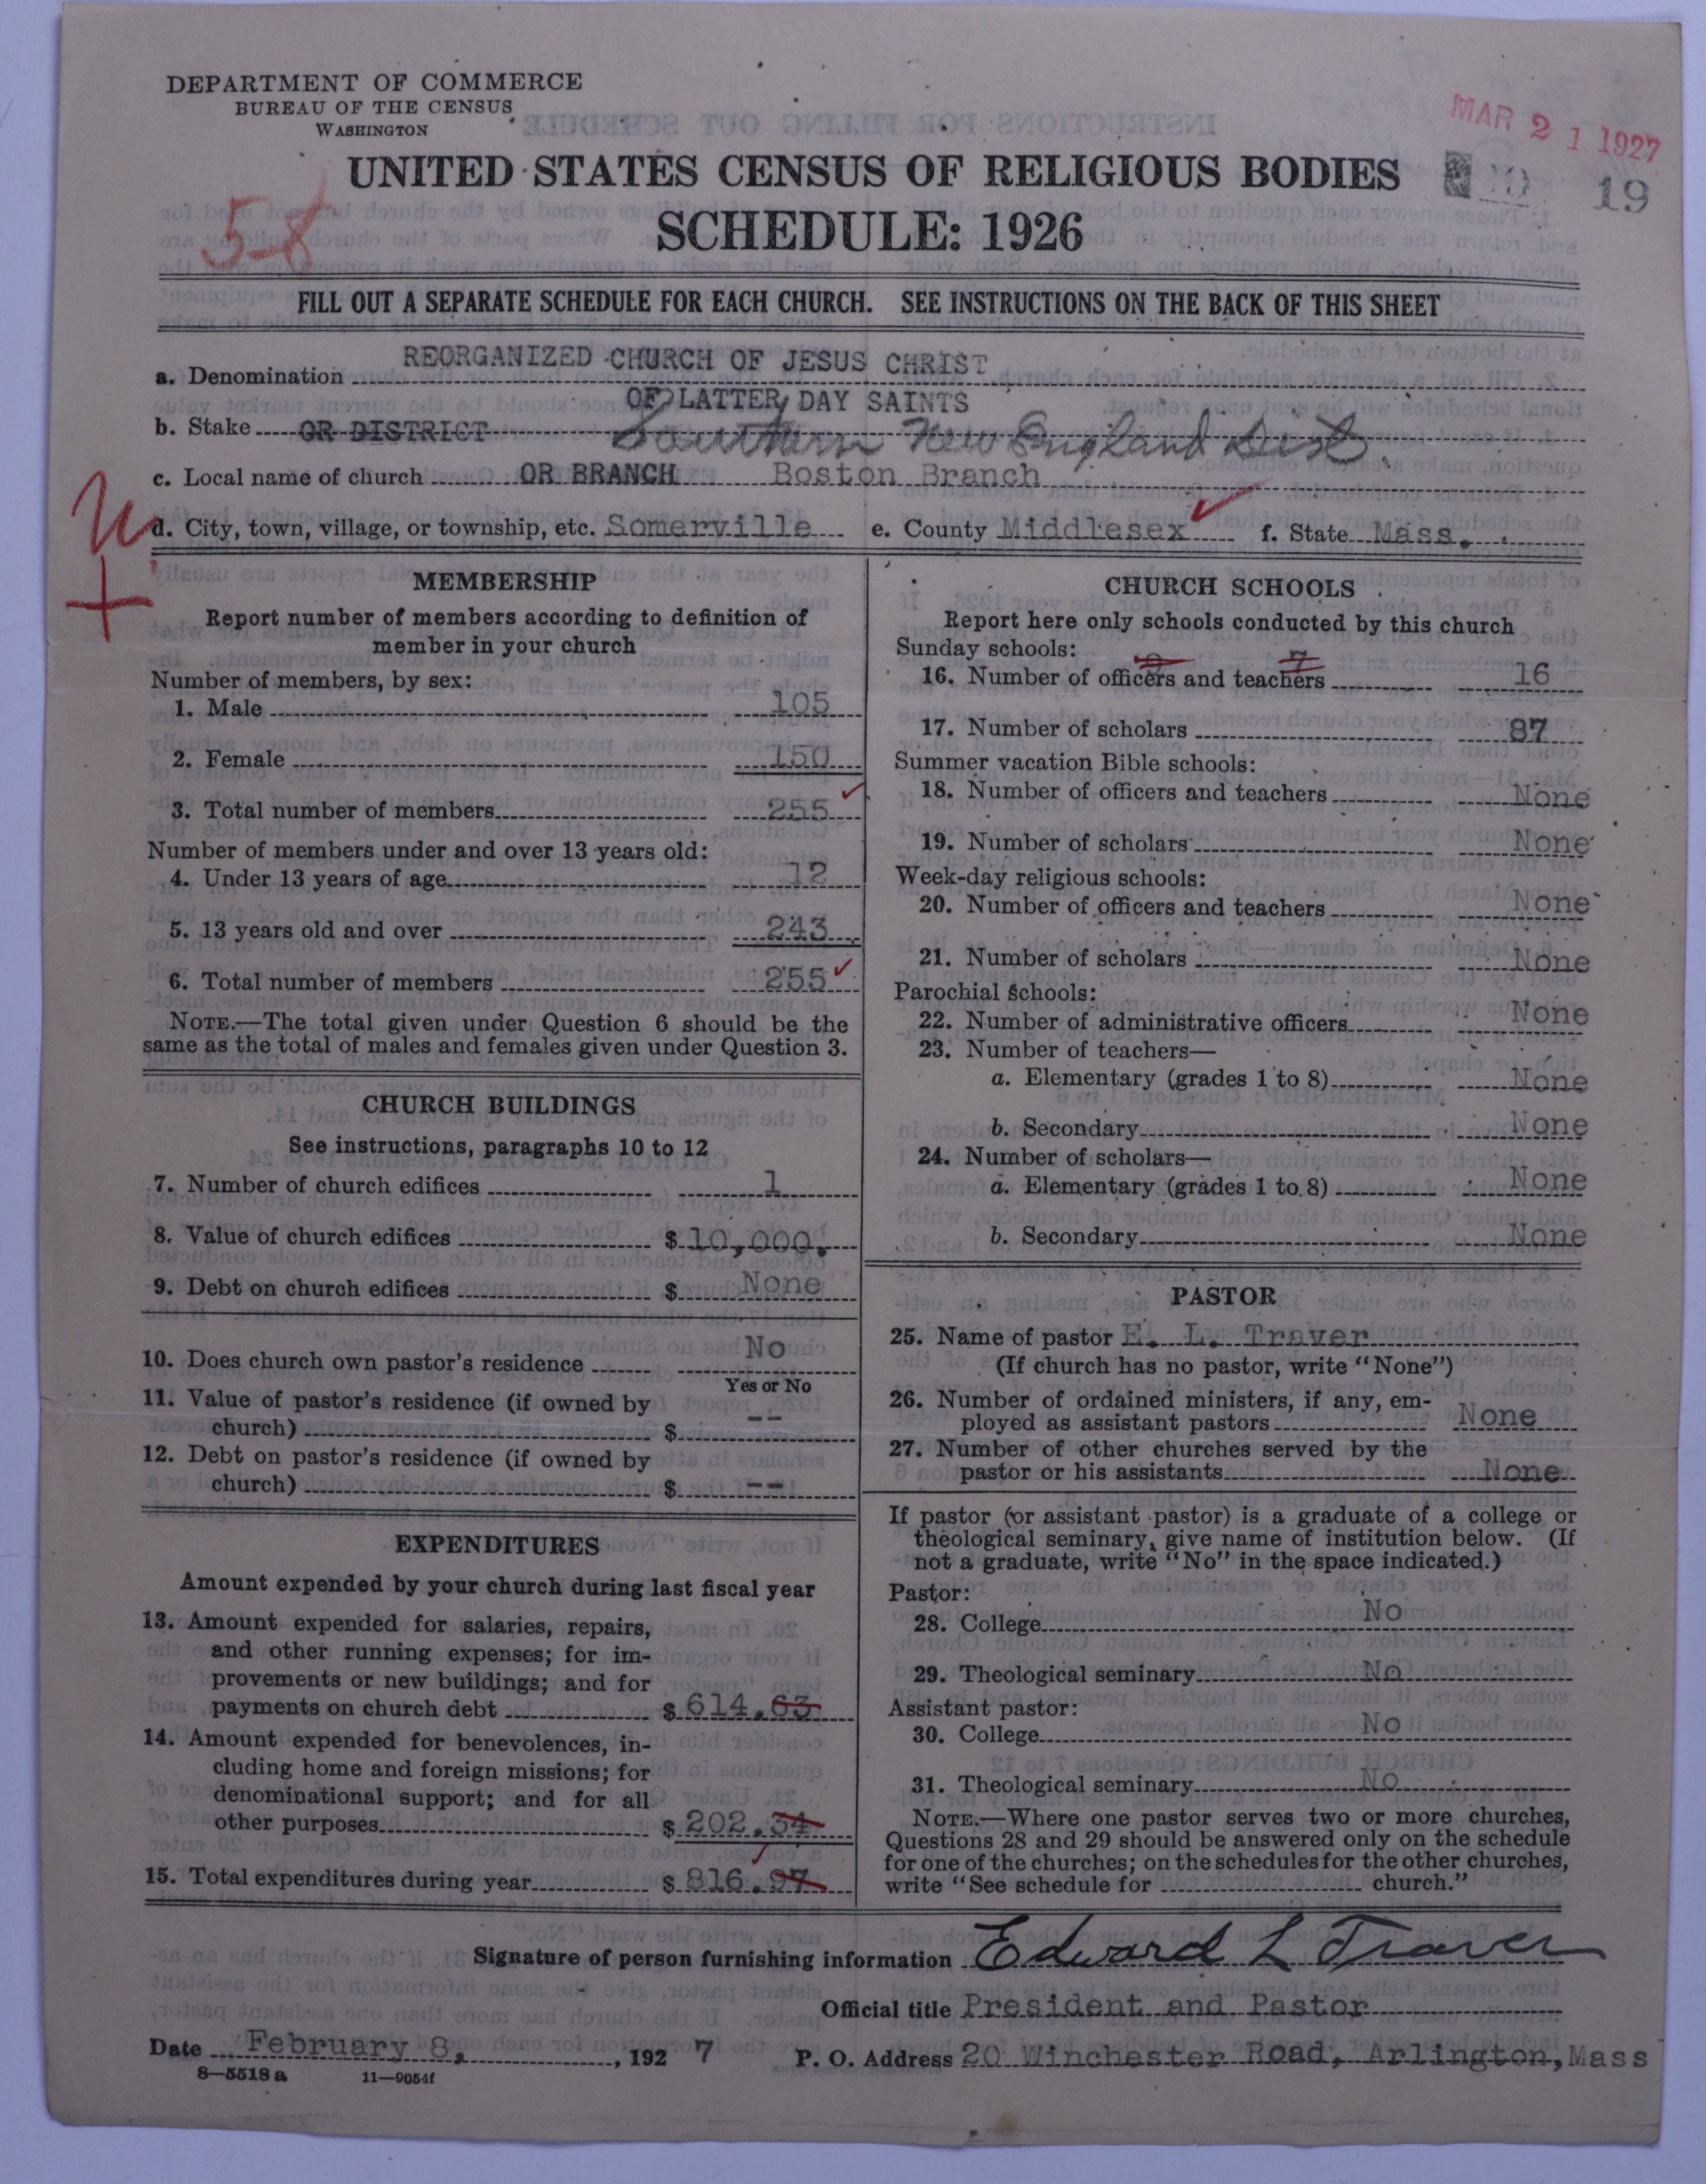 DEPARTMENT OF COMMERCE
BUREAU OF THE CENSUS
WASHINGTON
MAR 21 1927
UNITED STATES CENSUS OF RELIGIOUS BODIES
19
SCHEDULE: 1926
58
FILL OUT A SEPARATE SCHEDULE FOR EACH CHURCH. SEE INSTRUCTIONS ON THE BACK OF THIS SHEET
a. Denomination REORGANIZED CHURCH OF JESUS CHRIST
OF LATTER DAY SAINTS
b. Stake OR DISTRICT Southern New England Dist.
c. Local name of church OR BRANCH Boston Branch
d. City, town, village, or township, etc. Somerville e. County Middlesex f. State Mass.
MEMBERSHIP
Report number of members according to definition of
member in your church
Number of members, by sex:
1. Male 105
2. Female 150
3. Total number of members 255
Number of members under and over 13 years old:
4. Under 13 years of age 12
5. 13 years old and over 243
6. Total number of members 255
NOTE.—The total given under Question 6 should be the
same as the total of males and females given under Question 3.
CHURCH BUILDINGS
See instructions, paragraphs 10 to 12
7. Number of church edifices 1
8. Value of church edifices $ 10,000.
9. Debt on church edifices $ None
10. Does church own pastor's residence No
Yes or No
11. Value of pastor's residence (if owned by
church) $ --
12. Debt on pastor's residence (if owned by
church) $ --
EXPENDITURES
Amount expended by your church during last fiscal year
13. Amount expended for salaries, repairs,
and other running expenses; for im-
provements or new buildings; and for
payments on church debt $ 614.63
14. Amount expended for benevolences, in-
cluding home and foreign missions; for
denominational support; and for all
other purposes $ 202.34
15. Total expenditures during year $ 816.97
CHURCH SCHOOLS
Report here only schools conducted by this church
Sunday schools:
9 7
16. Number of officers and teachers 16
17. Number of scholars 87
Summer vacation Bible schools:
18. Number of officers and teachers None
19. Number of scholars None
Week-day religious schools:
20. Number of officers and teachers None
21. Number of scholars None
Parochial schools:
22. Number of administrative officers None
23. Number of teachers—
a. Elementary (grades 1 to 8) None
b. Secondary None
24. Number of scholars—
a. Elementary (grades 1 to 8) None
b. Secondary None
PASTOR
25. Name of pastor E. L. Traver
(If church has no pastor, write "None")
26. Number of ordained ministers, if any, em-
ployed as assistant pastors None
27. Number of other churches served by the
pastor or his assistants None
If pastor (or assistant pastor) is a graduate of a college or
theological seminary, give name of institution below. (If
not a graduate, write "No" in the space indicated.)
Pastor:
28. College No
29. Theological seminary No
Assistant pastor:
30. College No
31. Theological seminary No
NOTE.—Where one pastor serves two or more churches,
Questions 28 and 29 should be answered only on the schedule
for one of the churches; on the schedules for the other churches,
write "See schedule for church."
Signature of person furnishing information Edward L Traver
Official title President and Pastor
Date February 8, , 192 7 P. O. Address 20 Winchester Road, Arlington, Mass
8—5518 a 11—9054f